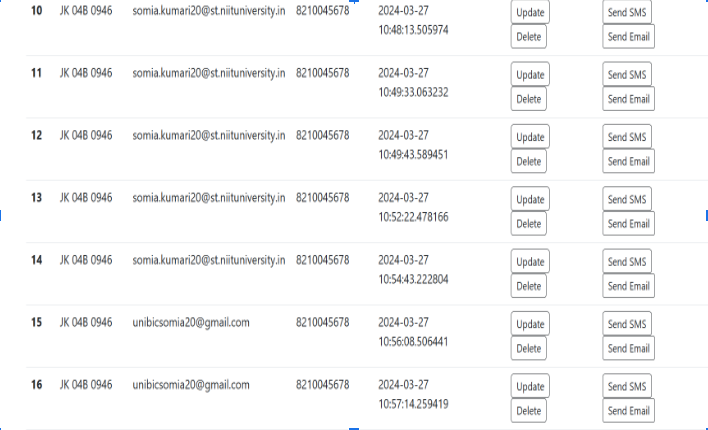 10 JK 04B 0946 somia.kumari20@st.niituniversity.in 8210045678 2024-03-27 Update Send SMS
10:48:13.505974 Delete Send Email
11 JK 04B 0946 somia.kumari20@st.niituniversity.in 8210045678 2024-03-27 Update Send SMS
10:49:33.063232 Delete Send Email
12 JK 04B 0946 somia.kumari20@st.niituniversity.in 8210045678 2024-03-27 Update Send SMS
10:49:43.589451 Delete Send Email
13 JK 04B 0946 somia.kumari20@st.niituniversity.in 8210045678 2024-03-27 Update Send SMS
10:52:22.478166 Delete Send Email
14 JK 04B 0946 somia.kumari20@st.niituniversity.in 8210045678 2024-03-27 Update Send SMS
10:54:43.222804 Delete Send Email
15 JK 04B 0946 unibicsomia20@gmail.com 8210045678 2024-03-27 Update Send SMS
10:56:08.506441 Delete Send Email
16 JK 04B 0946 unibicsomia20@gmail.com 8210045678 2024-03-27 Update Send SMS
10:57:14.259419 Delete Send Email